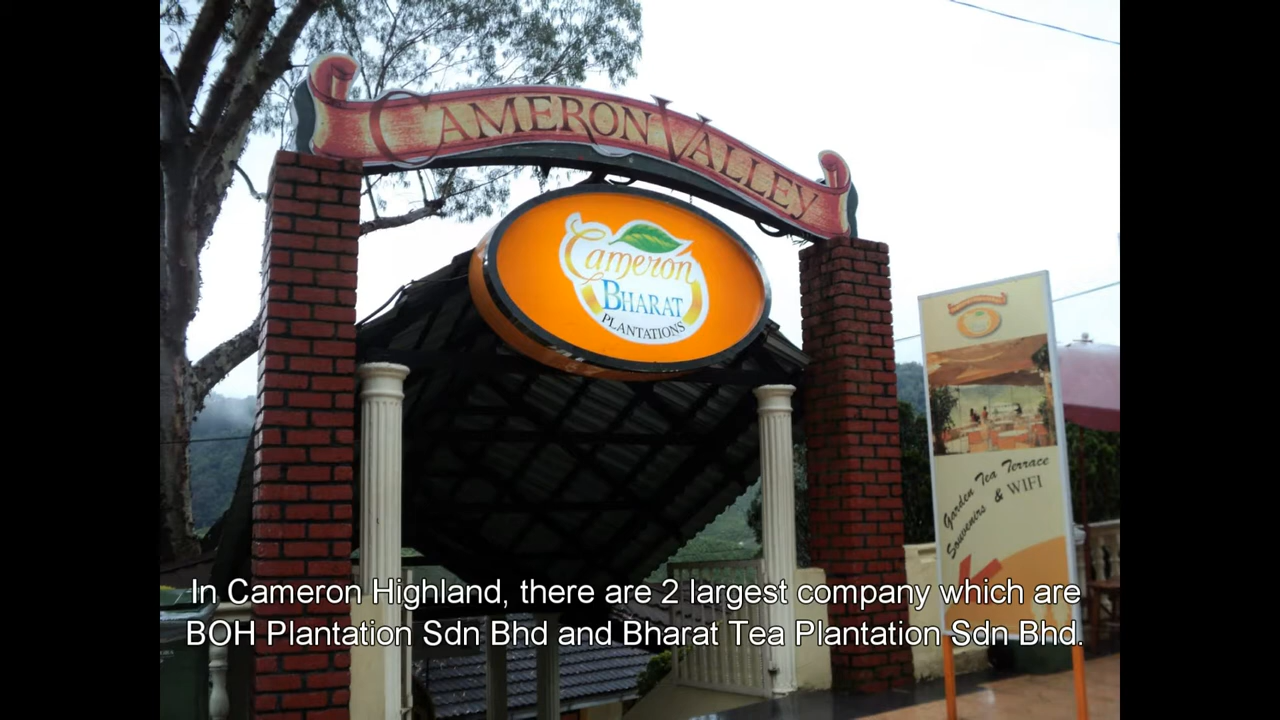 CAMERON VALLEY
Cameron
BHARAT
PLANTATIONS
Garden Tea Terrace
Souvenirs & WIFI
In Cameron Highland, there are 2 largest company which are
BOH Plantation Sdn Bhd and Bharat Tea Plantation Sdn Bhd.